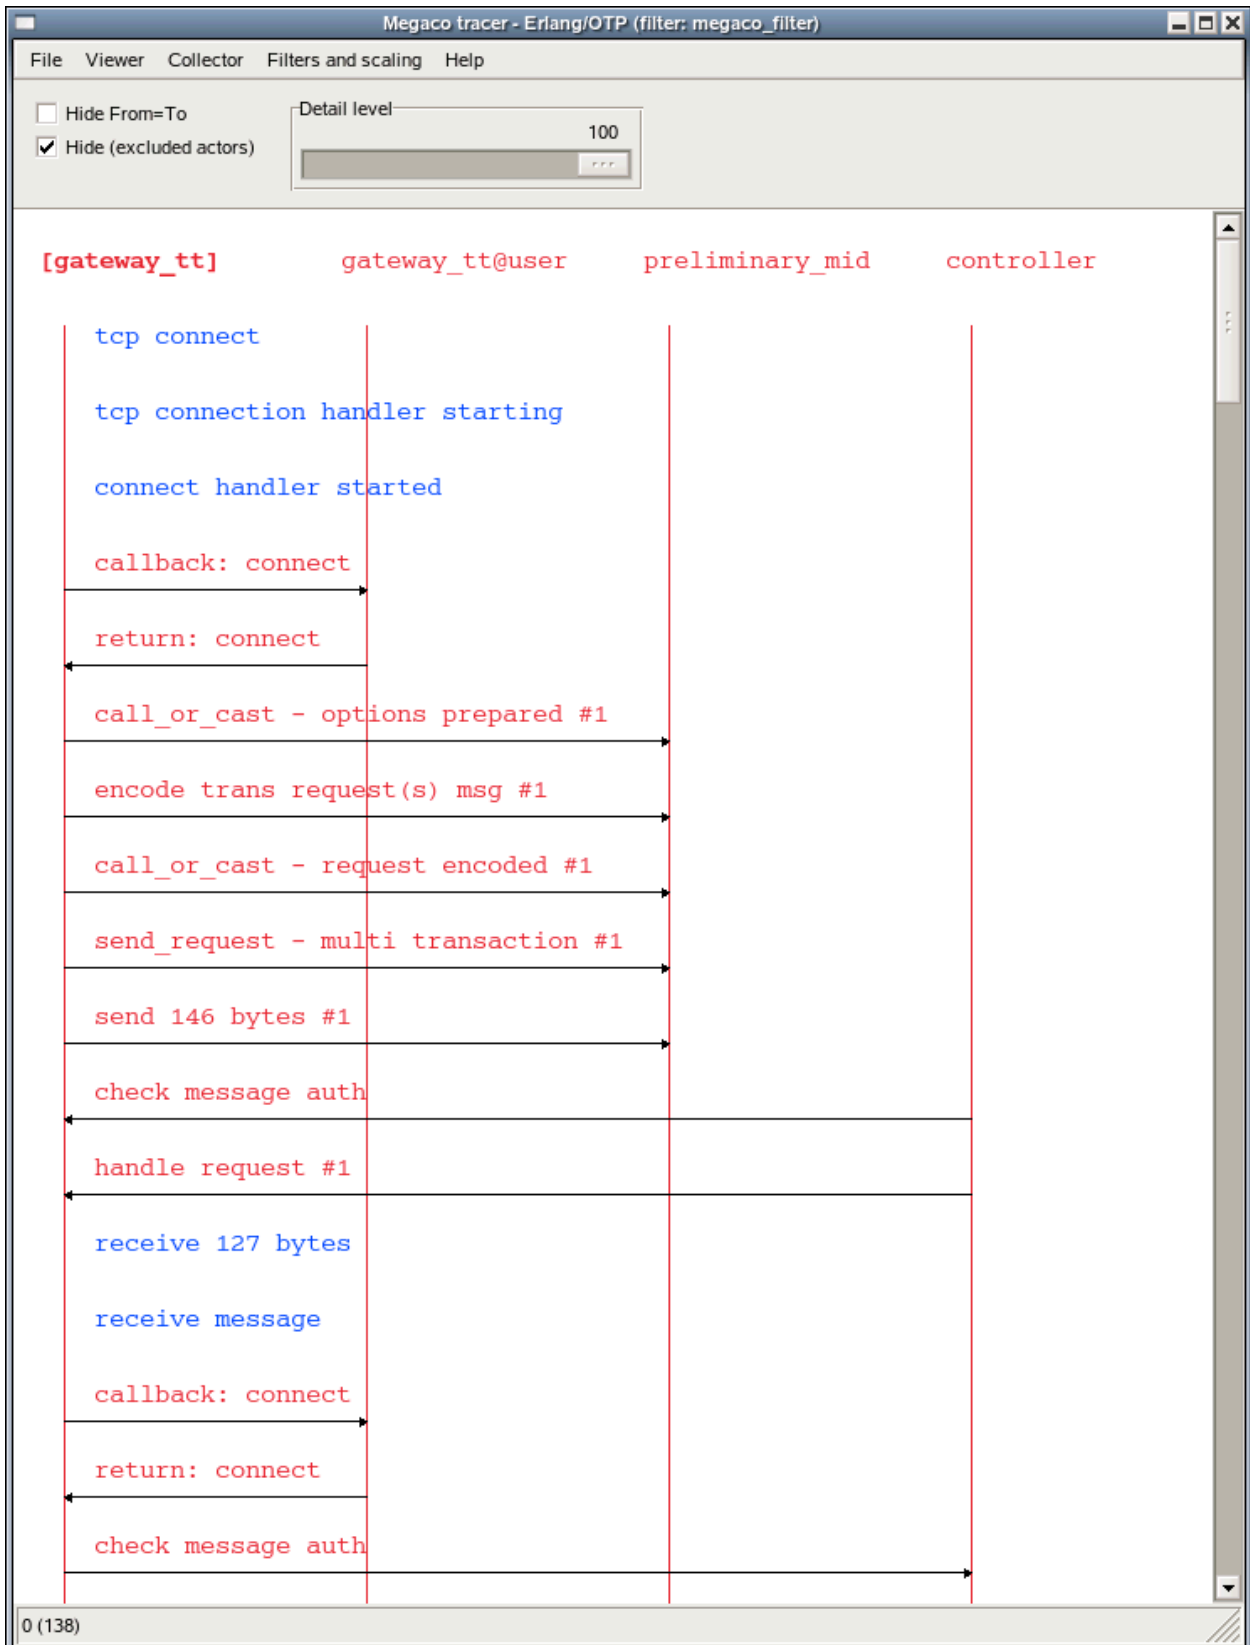 Megaco tracer - Erlang/OTP (filter: megaco_filter)
File Viewer Collector Filters and scaling Help
Hide From=To
Hide (excluded actors)
Detail level
100
[gateway_tt] gateway_tt@user preliminary_mid controller
tcp connect
tcp connection handler starting
connect handler started
callback: connect
return: connect
call_or_cast - options prepared #1
encode trans request(s) msg #1
call_or_cast - request encoded #1
send_request - multi transaction #1
send 146 bytes #1
check message auth
handle request #1
receive 127 bytes
receive message
callback: connect
return: connect
check message auth
0 (138)